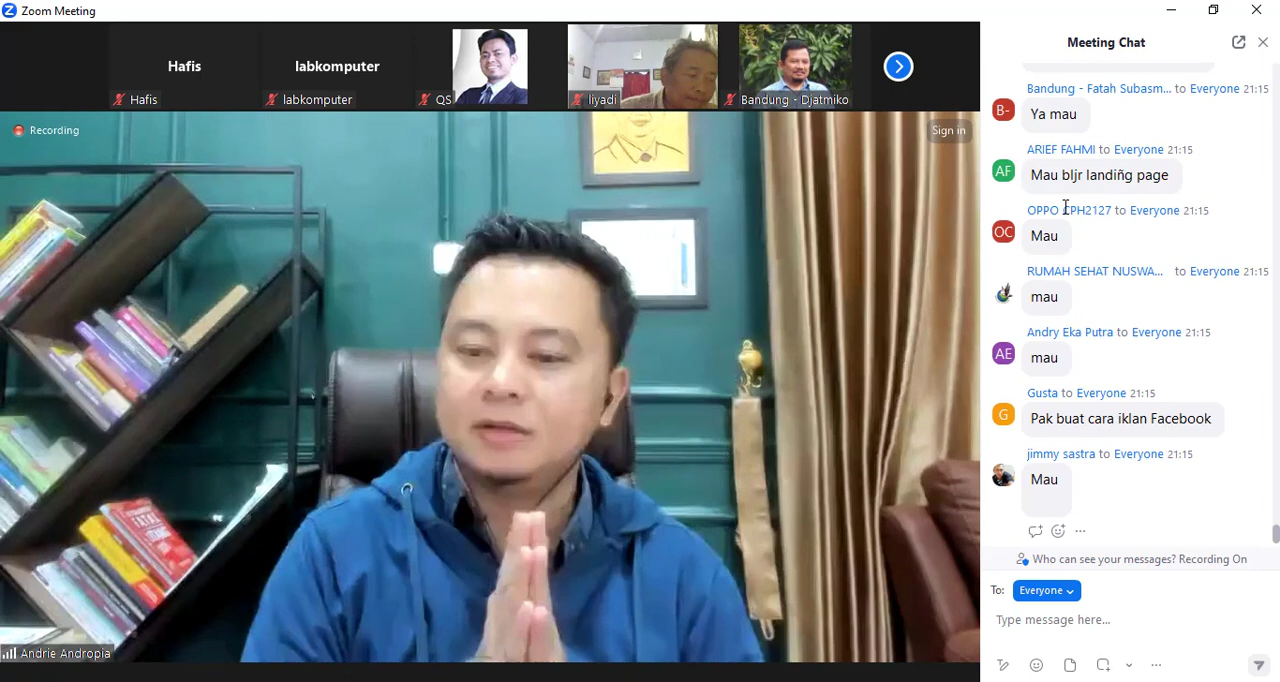 Zoom Meeting
Hafis
labkomputer
Hafis
labkomputer
QS
liyadi
Bandung - Djatmiko
Recording
Sign in
Andrie Andropia
Meeting Chat
Bandung - Fatah Subasm... to Everyone 21:15
B-
Ya mau
ARIEF FAHMI to Everyone 21:15
AF
Mau bljr landiñg page
OPPO CPH2127 to Everyone 21:15
OC
Mau
RUMAH SEHAT NUSWA... to Everyone 21:15
mau
Andry Eka Putra to Everyone 21:15
AE
mau
Gusta to Everyone 21:15
G
Pak buat cara iklan Facebook
jimmy sastra to Everyone 21:15
Mau
Who can see your messages? Recording On
To: Everyone
Type message here...